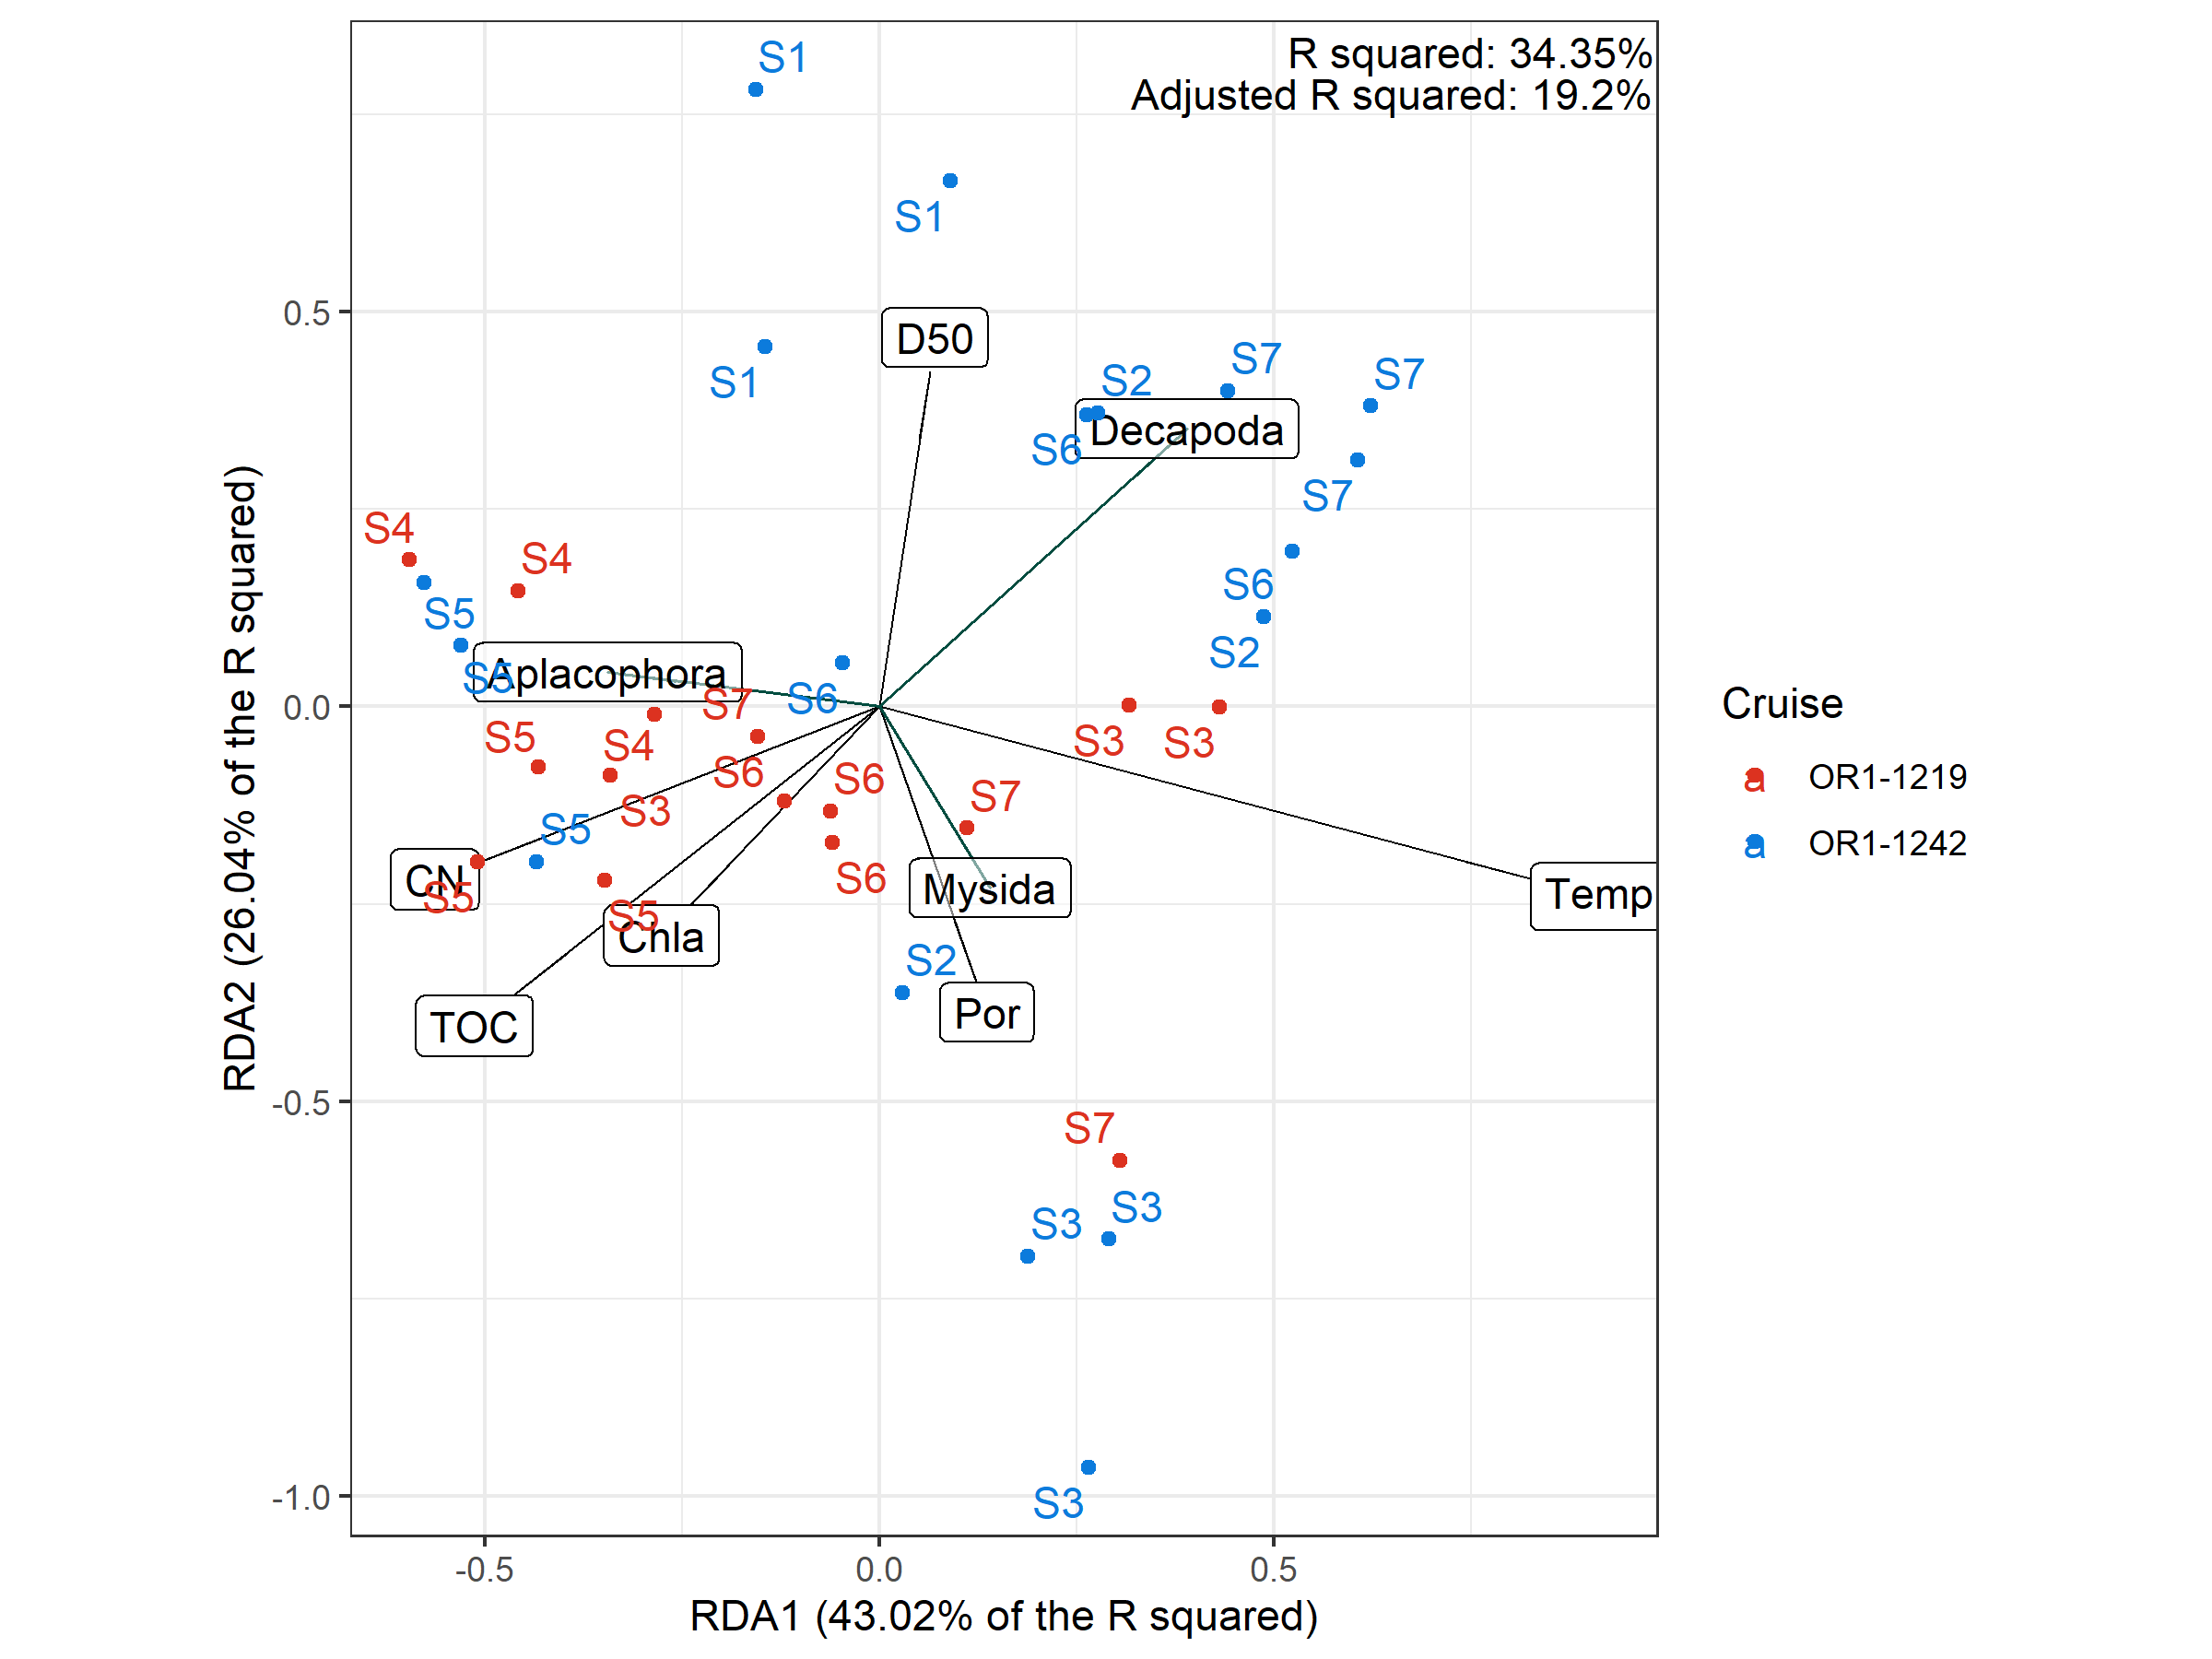 S1
R squared: 34.35%
Adjusted R squared: 19.2%
S1
0.5
D50
S1
S2
S7
S7
Decapoda
S6
S7
S4
S4
S5
S6
S2
Aplacophora
S5
S7
S6
0.0
S3
S3
S5
S4
S6
S6
S7
S3
S5
CN
S5
S6
Mysida
Temp
S5
Chla
S2
TOC
Por
-0.5
S7
S3
S3
-1.0
S3
-0.5
0.0
0.5
RDA1 (43.02% of the R squared)
RDA2 (26.04% of the R squared)
Cruise
a OR1-1219
a OR1-1242